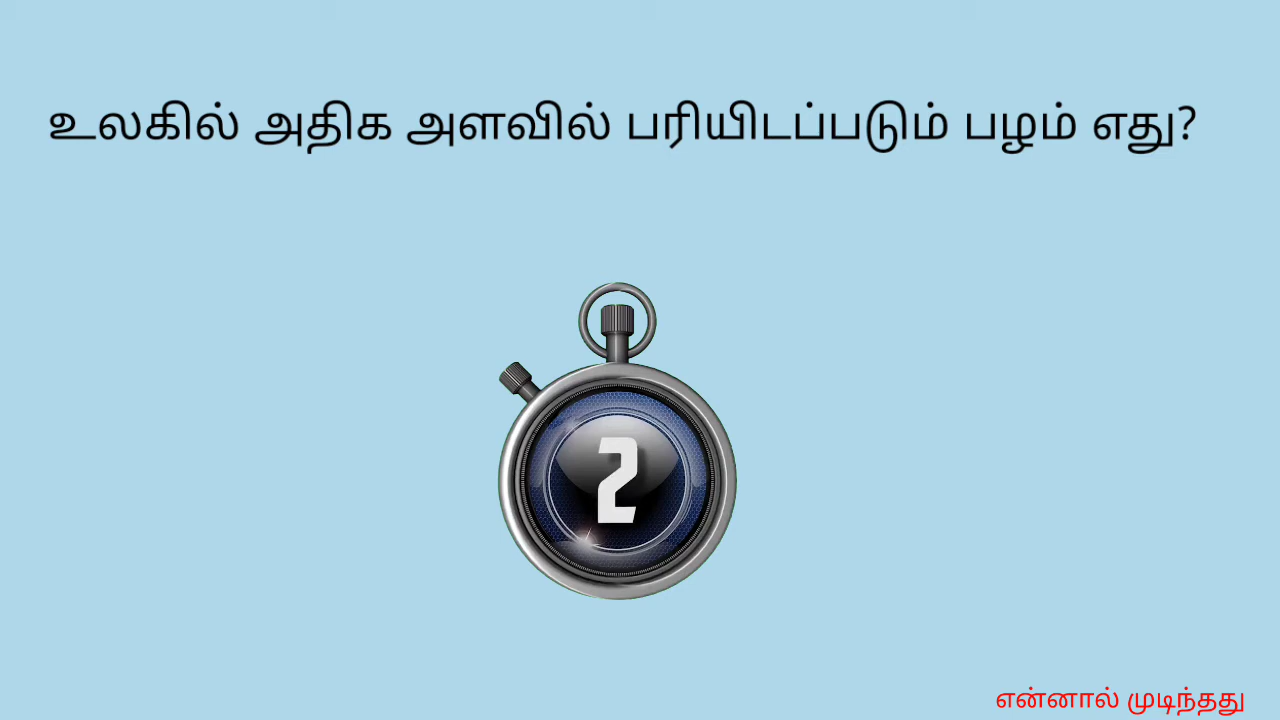 உலகில் அதிக அளவில் பரியிடப்படும் பழம் எது?
2
என்னால் முடிந்தது